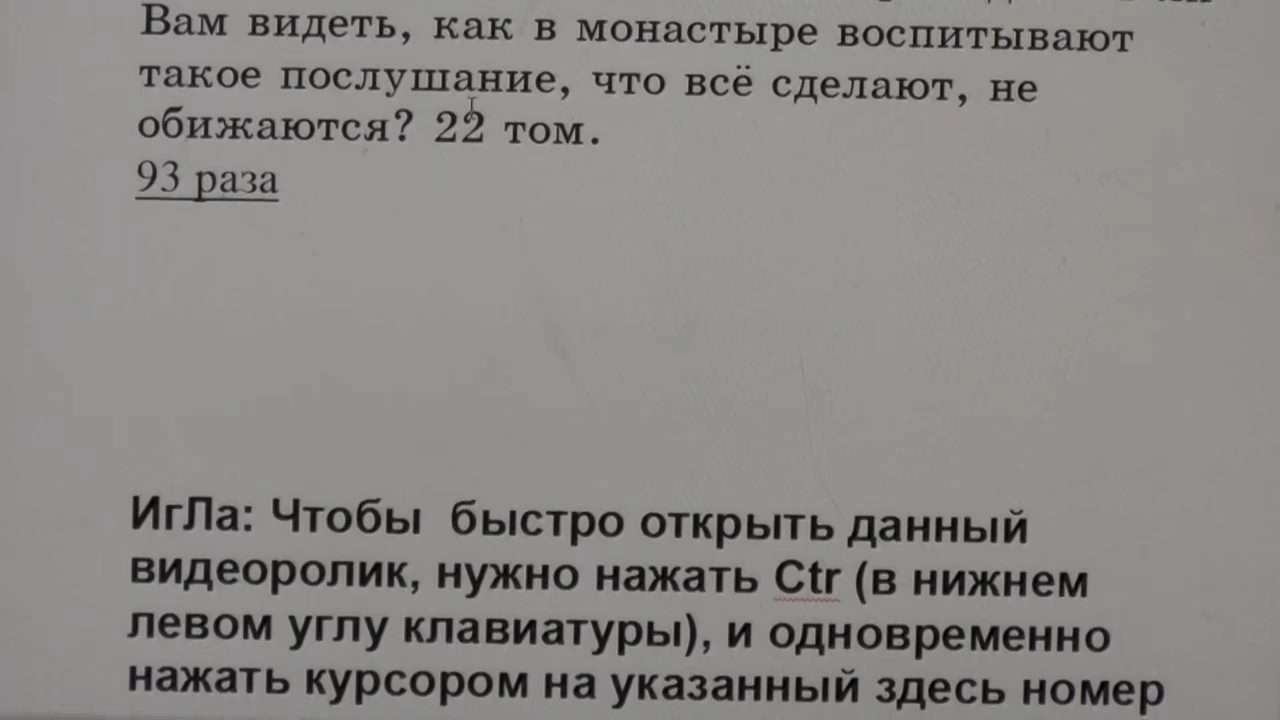 Вам видеть, как в монастыре воспитывают
такое послушание, что всё сделают, не
обижаются? 22 том.
93 раза
ИгЛа: Чтобы быстро открыть данный
видеоролик, нужно нажать Ctr (в нижнем
левом углу клавиатуры), и одновременно
нажать курсором на указанный здесь номер